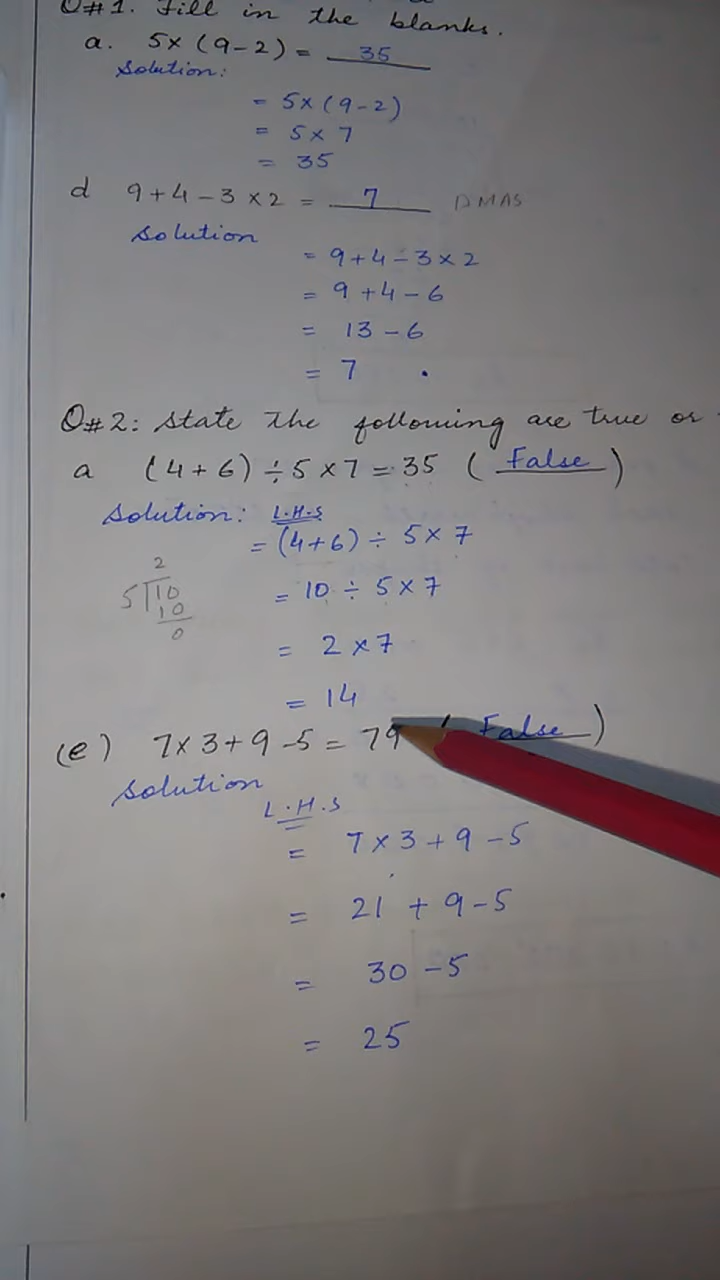 Q#1. Fill in the blanks.
a. 5×(9-2) = 35
Solution:
= 5×(9-2)
= 5×7
= 35
d 9+4-3×2 = 7 DMAS
Solution
= 9+4-3×2
= 9+4-6
= 13-6
= 7
Q#2: State the following are true or
a (4+6)÷5×7=35 (False)
Solution: L.H.S
= (4+6)÷5×7
2
5)10
= 10÷5×7
10
0
= 2×7
= 14
(e) 7×3+9-5=79 (False)
Solution
L.H.S
= 7×3+9-5
= 21+9-5
= 30-5
= 25